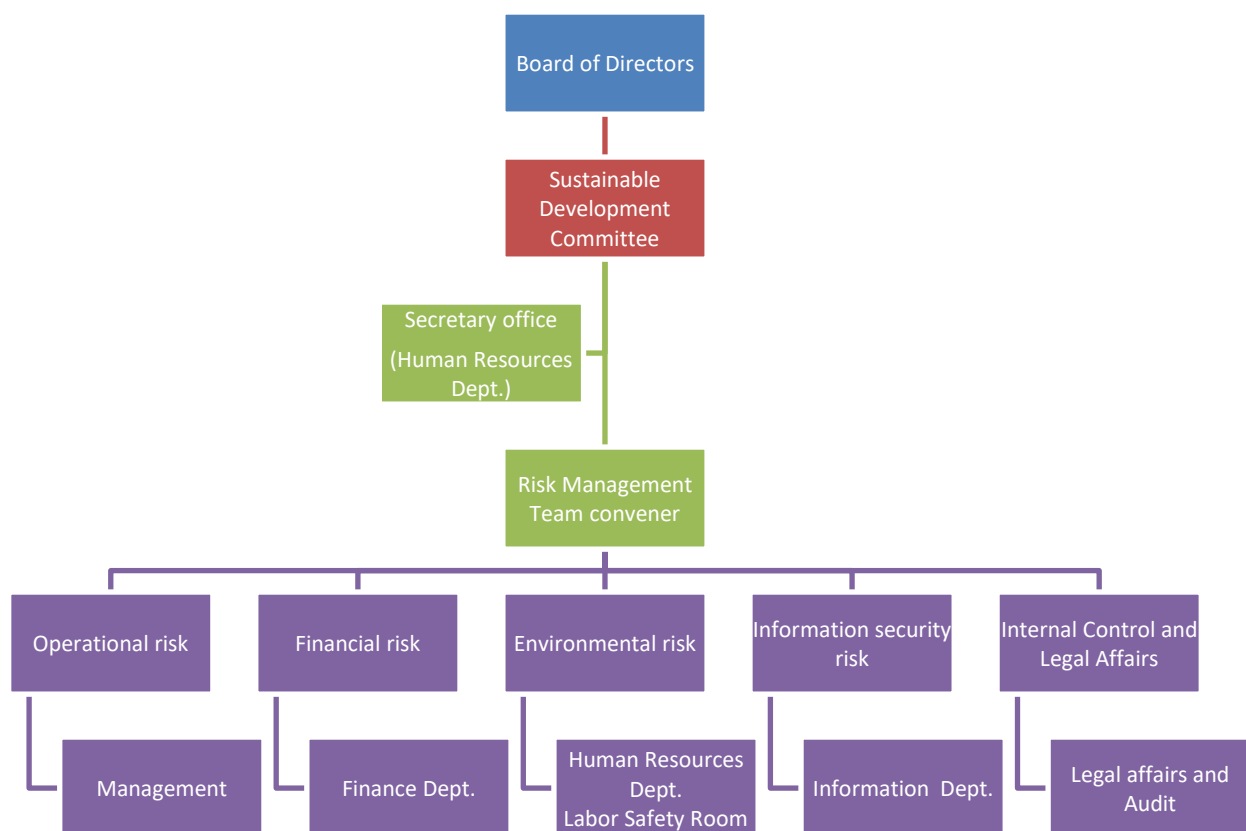 Board of Directors
Sustainable
Development
Committee
Secretary office
(Human Resources
Dept.)
Risk Management
Team convener
Operational risk
Financial risk
Environmental risk
Information security
risk
Internal Control and
Legal Affairs
Management
Finance Dept.
Human Resources
Dept.
Labor Safety Room
Information Dept.
Legal affairs and
Audit